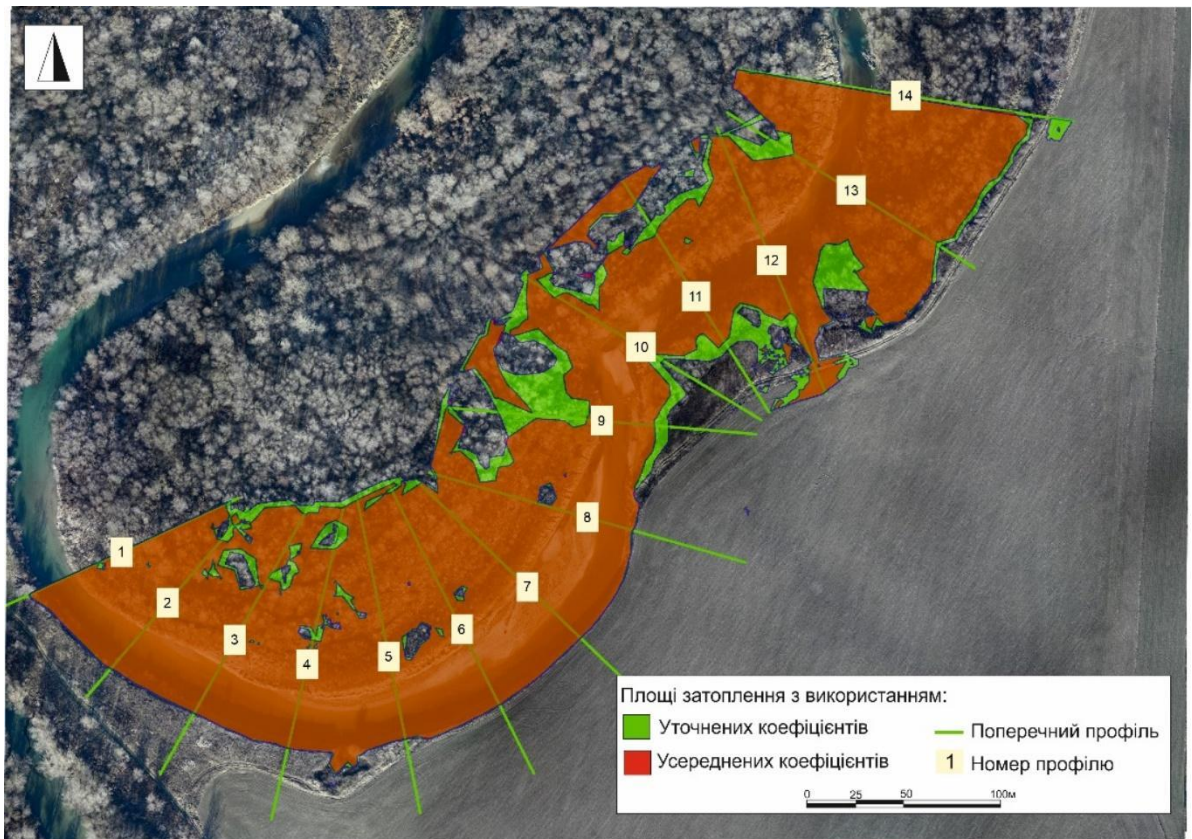 14
13
12
11
10
9
8
1
7
2
6
3
5
4
Площі затоплення з використанням:
Уточнених коефіцієнтів
Поперечний профіль
Усереднених коефіцієнтів
1 Номер профілю
0 25 50 100м